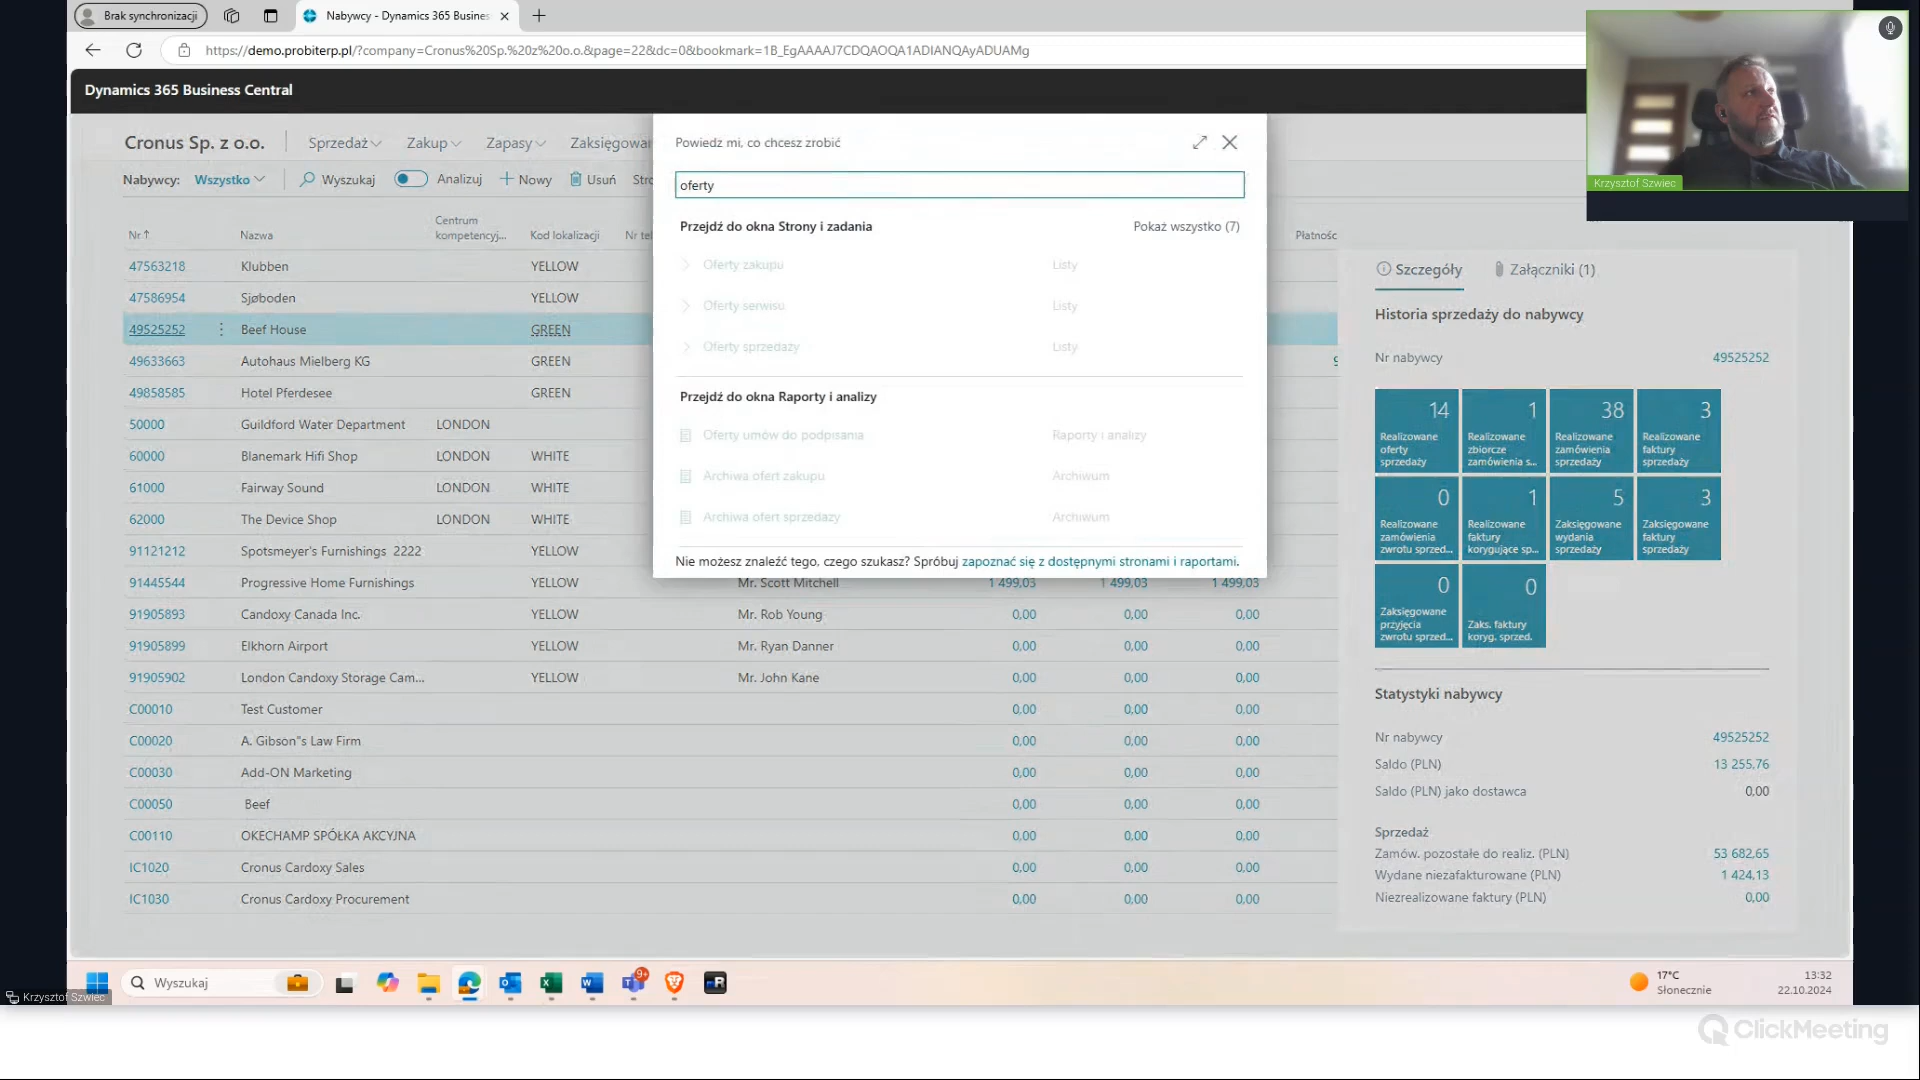 Brak synchronizacji
Nabywcy - Dynamics 365 Busines
https://demo.probiterp.pl/?company=Cronus%20Sp.%20z%20o.o.&page=22&dc=0&bookmark=1B_EgAAAAJ7CDQAOQA1ADIANQAyADUAMg
Dynamics 365 Business Central
Cronus Sp. z o.o.
Sprzedaż
Zakup
Zapasy
Zaksięgowan
Nabywcy: Wszystko
Wyszukaj
Analizuj
Nowy
Usuń
Stro
Nr↑ Nazwa Centrum kompetencyj... Kod lokalizacji Nr tel Płatnośc
47563218 Klubben YELLOW
47586954 Sjøboden YELLOW
49525252 Beef House GREEN
49633663 Autohaus Mielberg KG GREEN
49858585 Hotel Pferdesee GREEN
50000 Guildford Water Department LONDON
60000 Blanemark Hifi Shop LONDON WHITE
61000 Fairway Sound LONDON WHITE
62000 The Device Shop LONDON WHITE
91121212 Spotsmeyer's Furnishings 2222 YELLOW
91445544 Progressive Home Furnishings YELLOW Mr. Scott Mitchell 1 499,03 1 499,03 1 499,03
91905893 Candoxy Canada Inc. YELLOW Mr. Rob Young 0,00 0,00 0,00
91905899 Elkhorn Airport YELLOW Mr. Ryan Danner 0,00 0,00 0,00
91905902 London Candoxy Storage Cam... YELLOW Mr. John Kane 0,00 0,00 0,00
C00010 Test Customer 0,00 0,00 0,00
C00020 A. Gibson"s Law Firm 0,00 0,00 0,00
C00030 Add-ON Marketing 0,00 0,00 0,00
C00050 Beef 0,00 0,00 0,00
C00110 OKECHAMP SPÓŁKA AKCYJNA 0,00 0,00 0,00
IC1020 Cronus Cardoxy Sales 0,00 0,00 0,00
IC1030 Cronus Cardoxy Procurement 0,00 0,00 0,00
Powiedz mi, co chcesz zrobić
oferty
Przejdź do okna Strony i zadania Pokaż wszystko (7)
Oferty zakupu Listy
Oferty serwisu Listy
Oferty sprzedaży Listy
Przejdź do okna Raporty i analizy
Oferty umów do podpisania Raporty i analizy
Archiwa ofert zakupu Archiwum
Archiwa ofert sprzedaży Archiwum
Nie możesz znaleźć tego, czego szukasz? Spróbuj zapoznać się z dostępnymi stronami i raportami.
Krzysztof Szwiec
Szczegóły Załączniki (1)
Historia sprzedaży do nabywcy
Nr nabywcy 49525252
14 Realizowane oferty sprzedaży
1 Realizowane zbiorcze zamówienia s...
38 Realizowane zamówienia sprzedaży
3 Realizowane faktury sprzedaży
0 Realizowane zamówienia zwrotu sprzed...
1 Realizowane faktury korygujące sp...
5 Zaksięgowane wydania sprzedaży
3 Zaksięgowane faktury sprzedaży
0 Zaksięgowane przyjęcia zwrotu sprzed...
0 Zaks. faktury koryg. sprzed.
Statystyki nabywcy
Nr nabywcy 49525252
Saldo (PLN) 13 255,76
Saldo (PLN) jako dostawca 0,00
Sprzedaż
Zamów. pozostałe do realiz. (PLN) 53 682,65
Wydane niezafakturowane (PLN) 1 424,13
Niezrealizowane faktury (PLN) 0,00
Wyszukaj
9+
17°C
Słonecznie
13:32
22.10.2024
Krzysztof Szwiec
ClickMeeting